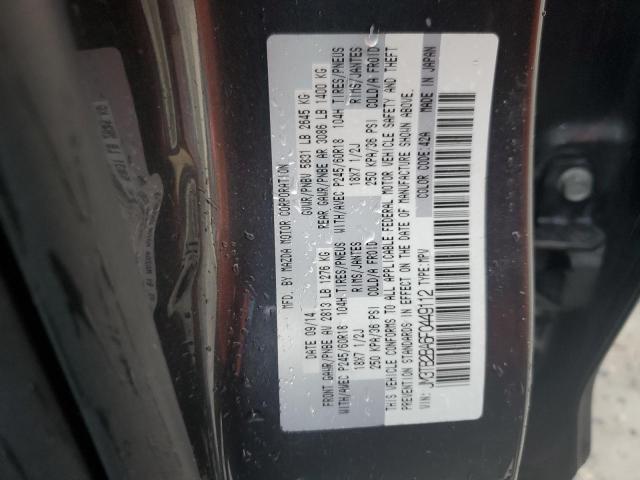 MFD. BY MAZDA MOTOR CORPORATION
DATE 09/14 GVWR/PNBV 5831 LB 2645 KG
FRONT GAWR/PNBE AV 2813 LB 1276 KG REAR GAWR/PNBE AR 3086 LB 1400 KG
WITH/AVEC P245/60R18 104H TIRES/PNEUS WITH/AVEC P245/60R18 104H TIRES/PNEUS
18X7 1/2J RIMS/JANTES 18X7 1/2J RIMS/JANTES
250 KPA/36 PSI COLD/A FROID 250 KPA/36 PSI COLD/A FROID
THIS VEHICLE CONFORMS TO ALL APPLICABLE FEDERAL MOTOR VEHICLE SAFETY AND THEFT
PREVENTION STANDARDS IN EFFECT ON THE DATE OF MANUFACTURE SHOWN ABOVE.
VIN: JM3TB2BA5F0449112 TYPE: MPV COLOR CODE: 42A MADE IN JAPAN